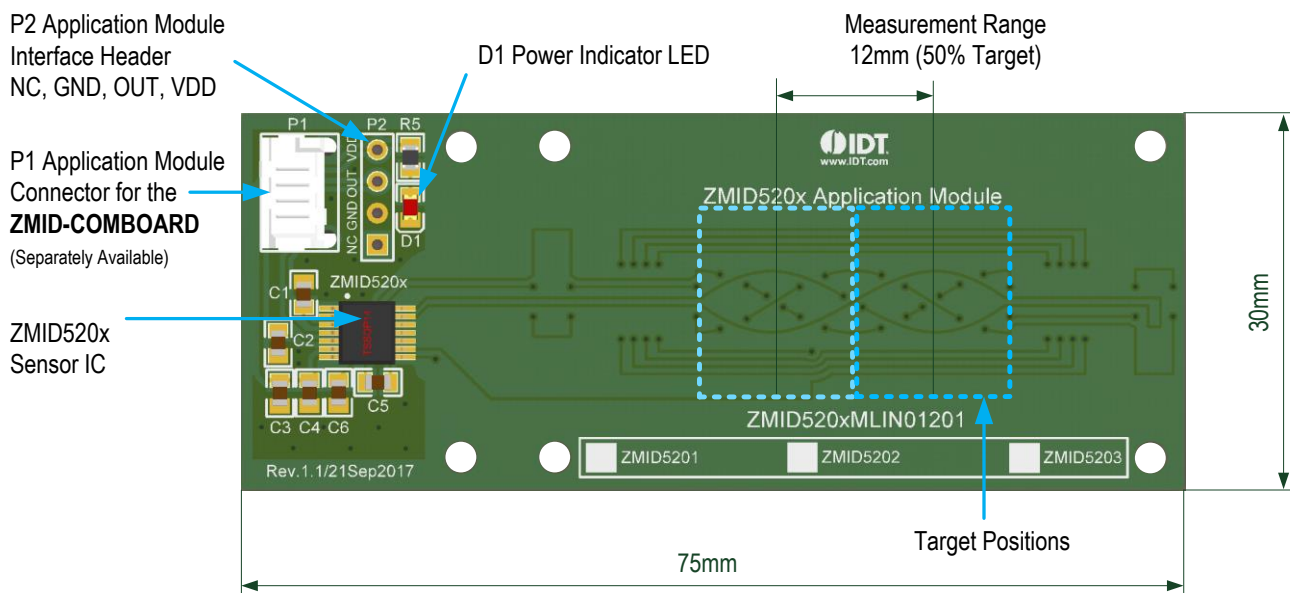 P2 Application Module
Interface Header
NC, GND, OUT, VDD
D1 Power Indicator LED
Measurement Range
12mm (50% Target)
P1 Application Module
Connector for the
ZMID-COMBOARD
(Separately Available)
ZMID520x
Sensor IC
P1
P2
R5
NC GND OUT VDD
D1
IDT
www.IDT.com
ZMID520x Application Module
C1
ZMID520x
TSSOP14
C2
C5
C3 C4 C6
ZMID520xMLIN01201
ZMID5201
ZMID5202
ZMID5203
Rev.1.1/21Sep2017
30mm
Target Positions
75mm